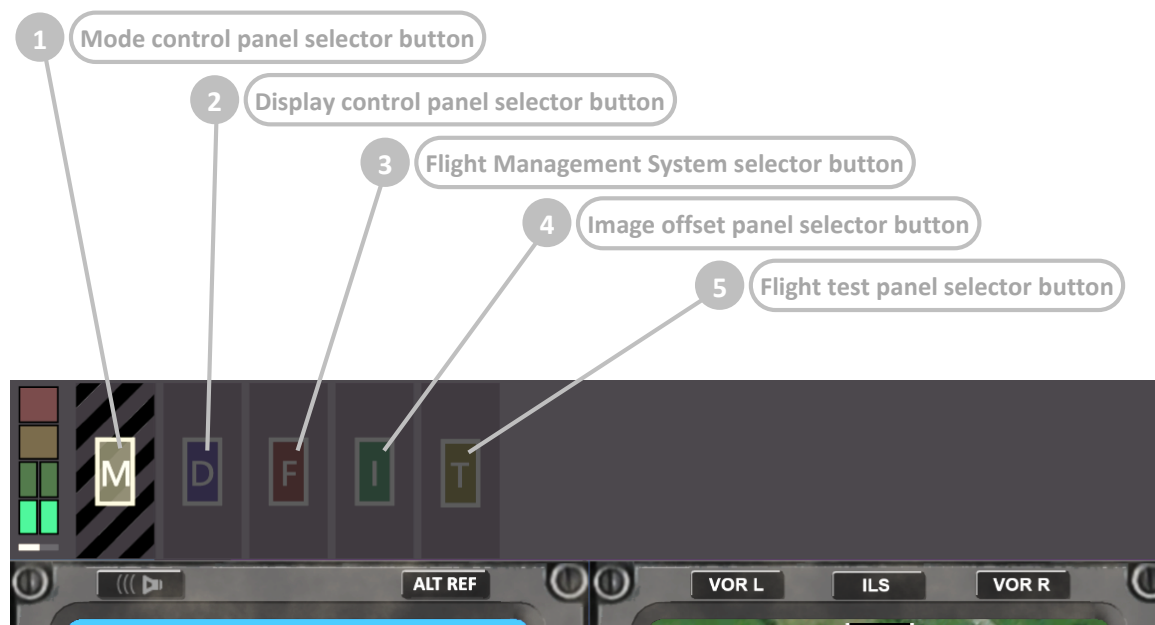 1 Mode control panel selector button
2 Display control panel selector button
3 Flight Management System selector button
4 Image offset panel selector button
5 Flight test panel selector button
M D F I T
ALT REF VOR L ILS VOR R